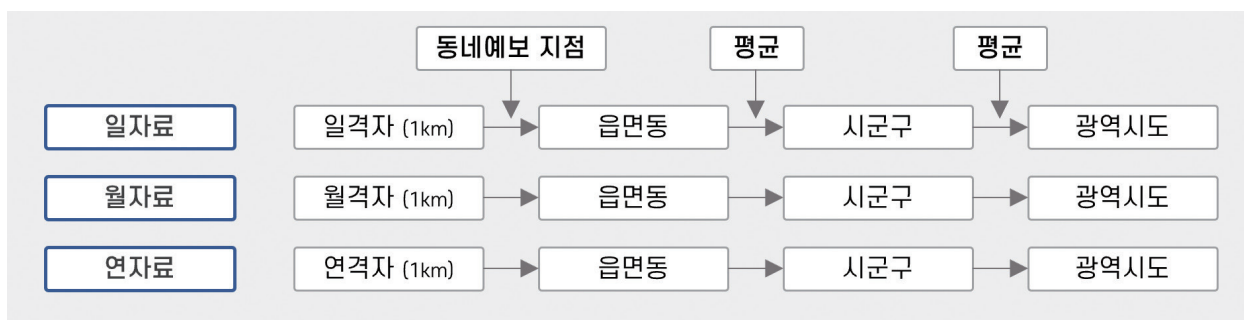 동네예보 지점 평균 평균
일자료 일격자 (1km) 읍면동 시군구 광역시도
월자료 월격자 (1km) 읍면동 시군구 광역시도
연자료 연격자 (1km) 읍면동 시군구 광역시도